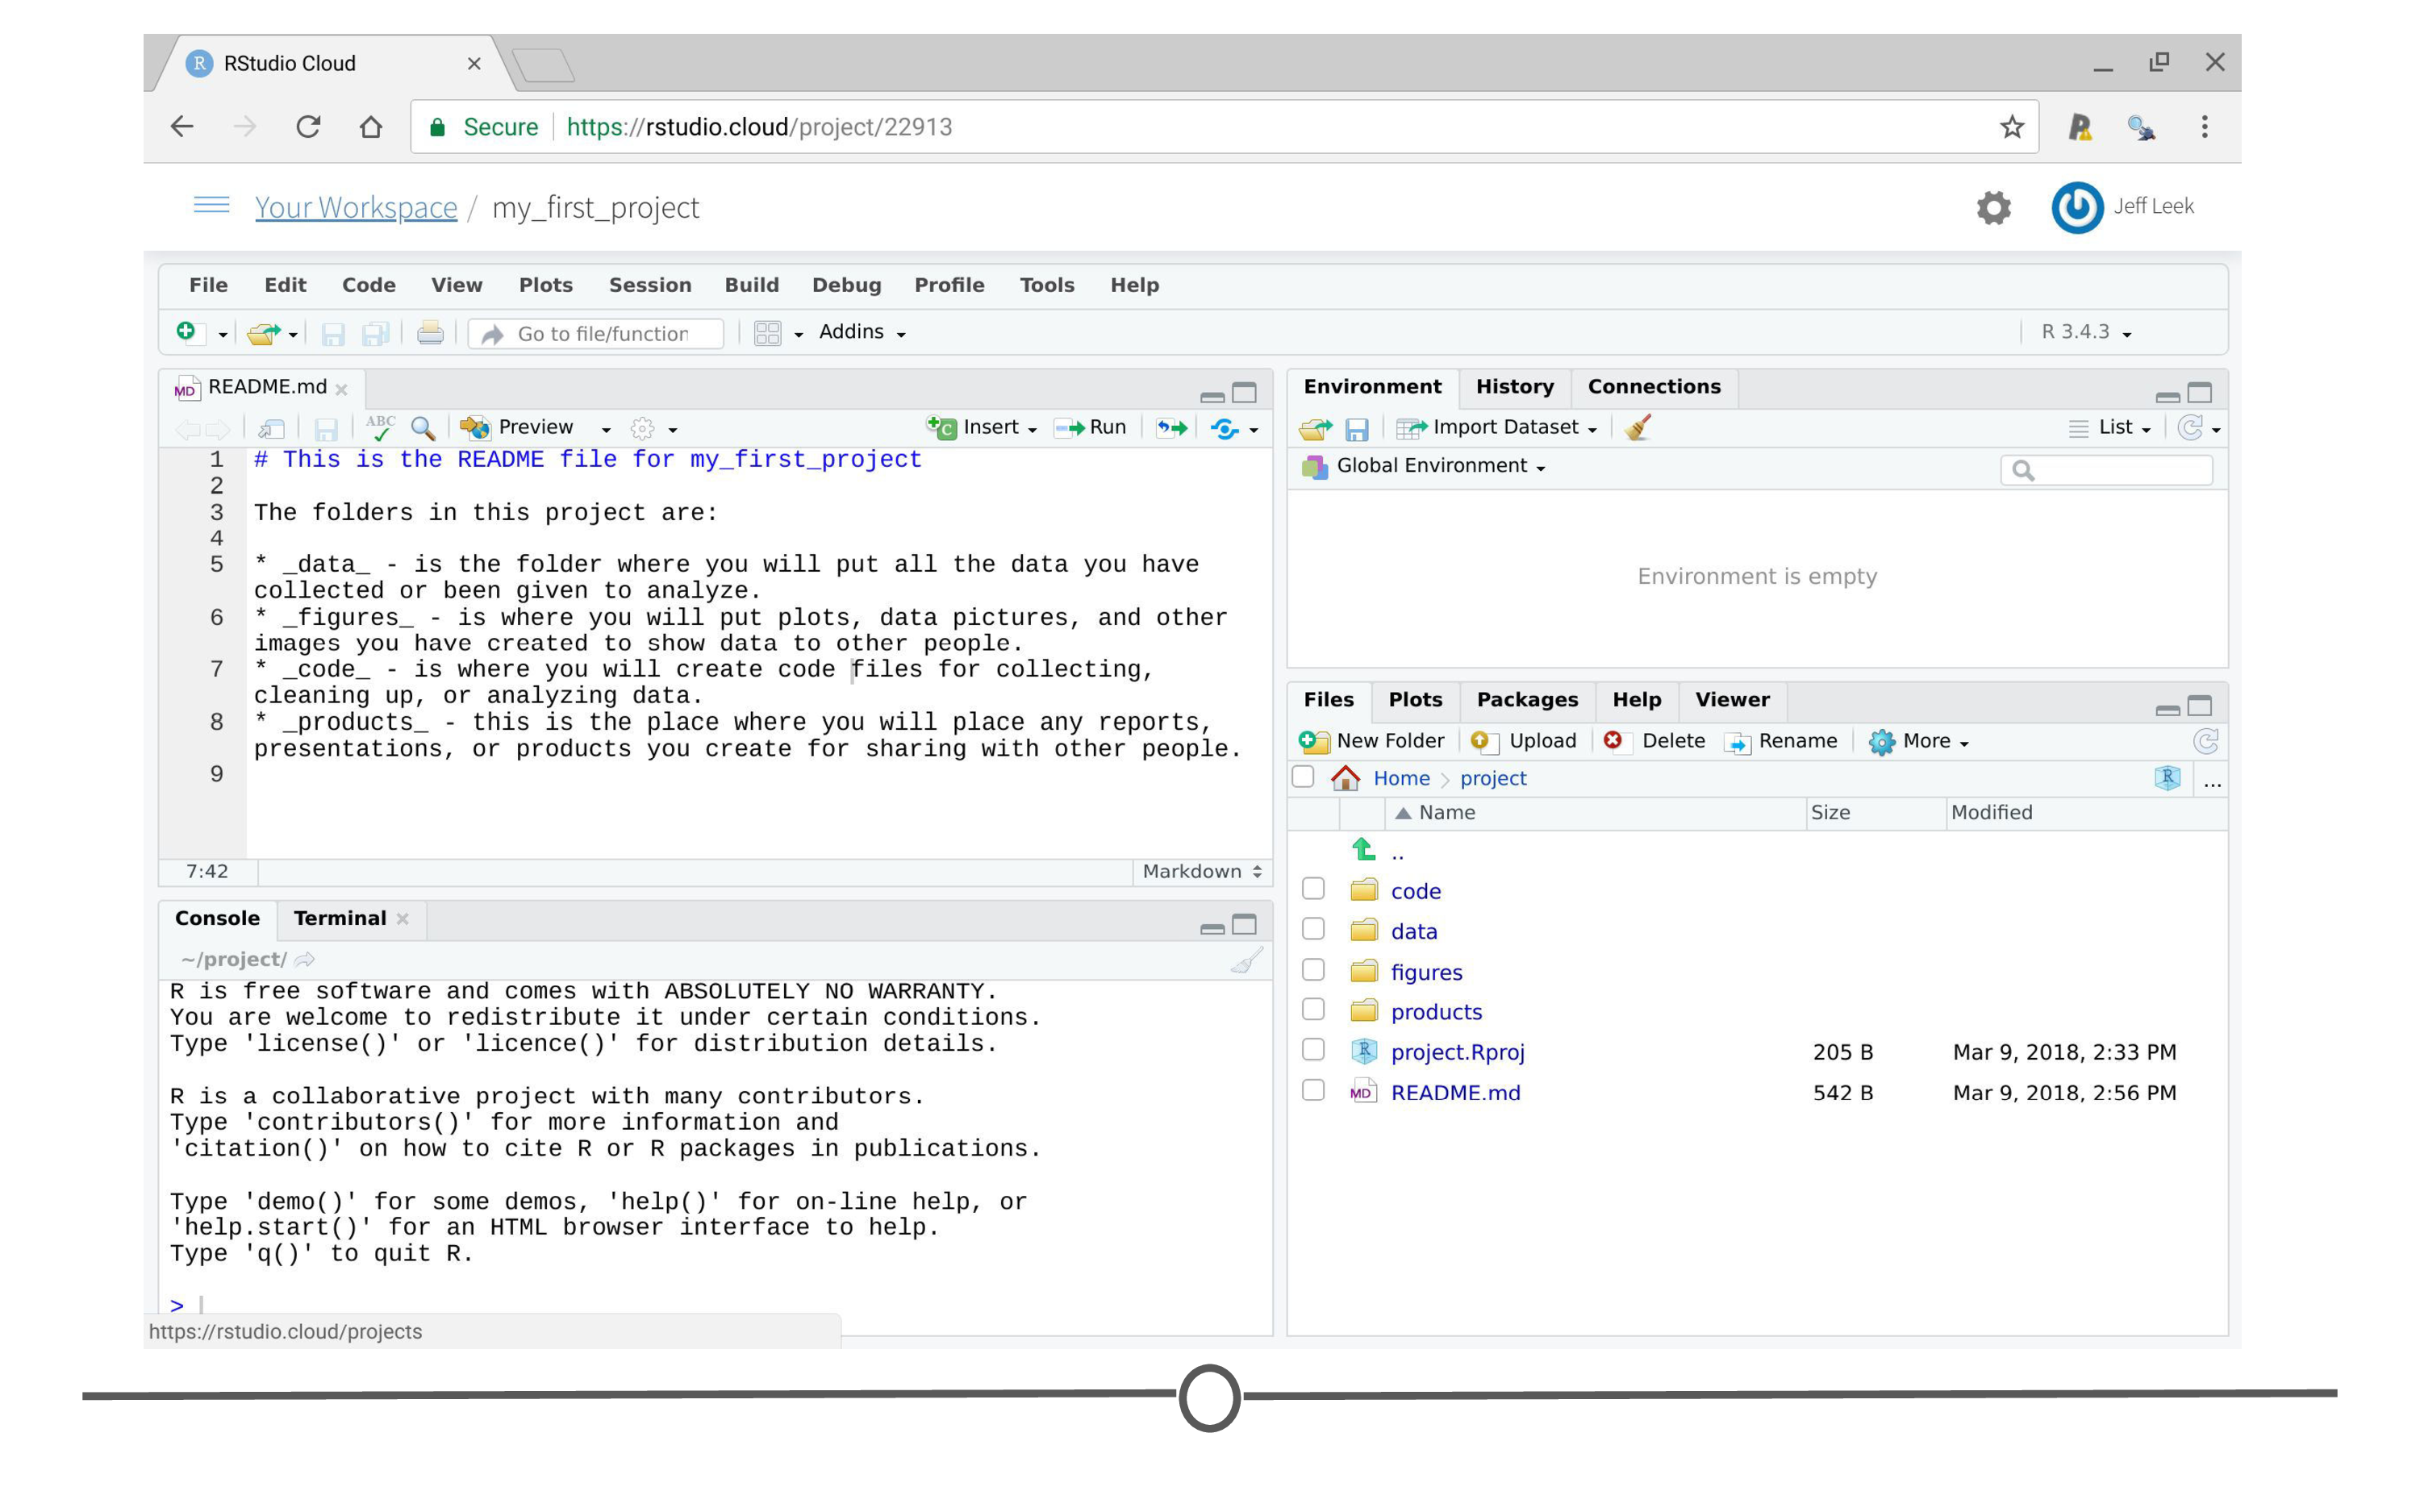 RStudio Cloud
Secure https://rstudio.cloud/project/22913
Your Workspace / my_first_project
Jeff Leek
File Edit Code View Plots Session Build Debug Profile Tools Help
Go to file/function Addins R 3.4.3
MD README.md
ABC Preview Insert Run
1 # This is the README file for my_first_project
2
3 The folders in this project are:
4
5 * _data_ - is the folder where you will put all the data you have
collected or been given to analyze.
6 * _figures_ - is where you will put plots, data pictures, and other
images you have created to show data to other people.
7 * _code_ - is where you will create code files for collecting,
cleaning up, or analyzing data.
8 * _products_ - this is the place where you will place any reports,
presentations, or products you create for sharing with other people.
9
7:42 Markdown
Console Terminal
~/project/
R is free software and comes with ABSOLUTELY NO WARRANTY.
You are welcome to redistribute it under certain conditions.
Type 'license()' or 'licence()' for distribution details.
R is a collaborative project with many contributors.
Type 'contributors()' for more information and
'citation()' on how to cite R or R packages in publications.
Type 'demo()' for some demos, 'help()' for on-line help, or
'help.start()' for an HTML browser interface to help.
Type 'q()' to quit R.
>
https://rstudio.cloud/projects
Environment History Connections
Import Dataset List
Global Environment
Environment is empty
Files Plots Packages Help Viewer
New Folder Upload Delete Rename More
Home > project R ...
Name Size Modified
..
code
data
figures
products
R project.Rproj 205 B Mar 9, 2018, 2:33 PM
MD README.md 542 B Mar 9, 2018, 2:56 PM